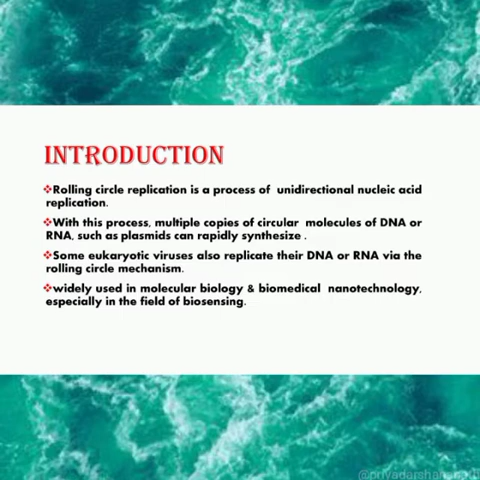 INTRODUCTION
❖Rolling circle replication is a process of unidirectional nucleic acid
replication.
❖With this process, multiple copies of circular molecules of DNA or
RNA, such as plasmids can rapidly synthesize .
❖Some eukaryotic viruses also replicate their DNA or RNA via the
rolling circle mechanism.
❖widely used in molecular biology & biomedical nanotechnology,
especially in the field of biosensing.